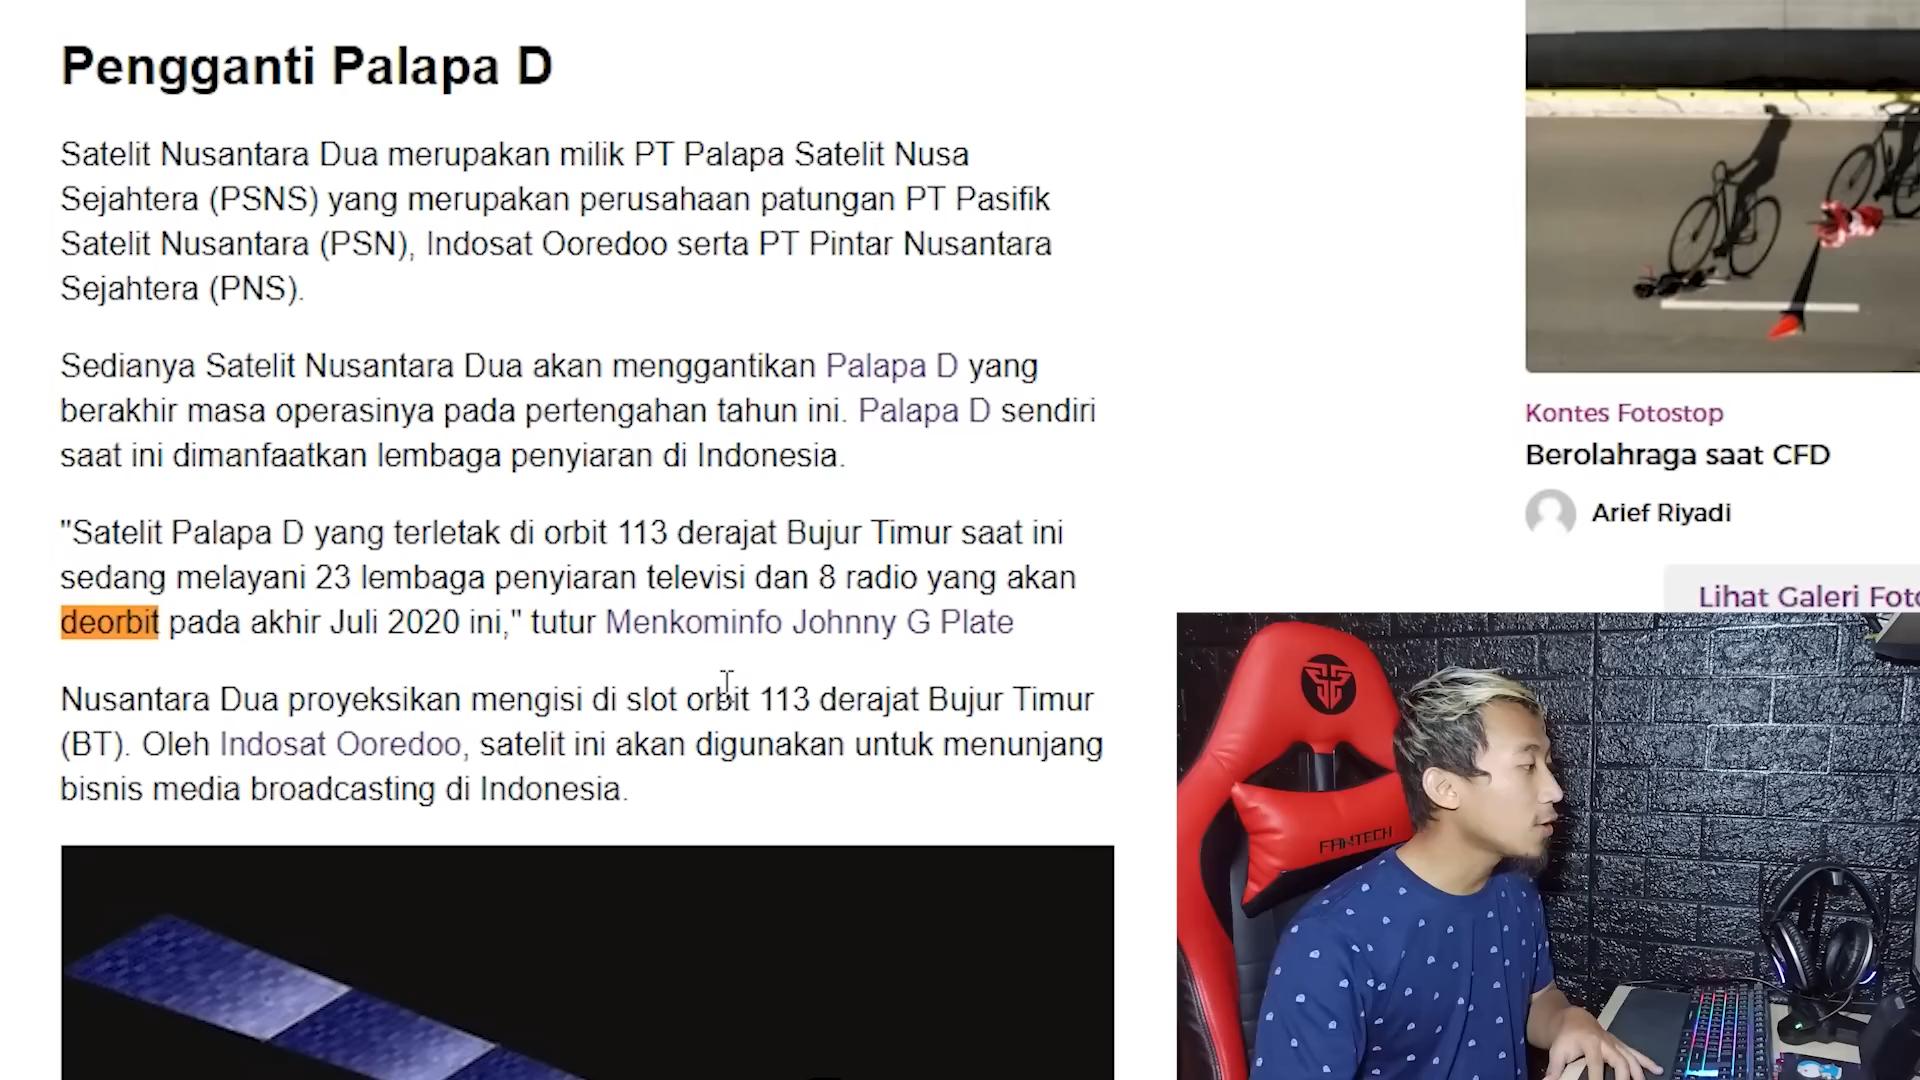 Pengganti Palapa D
Satelit Nusantara Dua merupakan milik PT Palapa Satelit Nusa
Sejahtera (PSNS) yang merupakan perusahaan patungan PT Pasifik
Satelit Nusantara (PSN), Indosat Ooredoo serta PT Pintar Nusantara
Sejahtera (PNS).
Sedianya Satelit Nusantara Dua akan menggantikan Palapa D yang
berakhir masa operasinya pada pertengahan tahun ini. Palapa D sendiri
saat ini dimanfaatkan lembaga penyiaran di Indonesia.
"Satelit Palapa D yang terletak di orbit 113 derajat Bujur Timur saat ini
sedang melayani 23 lembaga penyiaran televisi dan 8 radio yang akan
deorbit pada akhir Juli 2020 ini," tutur Menkominfo Johnny G Plate
Nusantara Dua proyeksikan mengisi di slot orbit 113 derajat Bujur Timur
(BT). Oleh Indosat Ooredoo, satelit ini akan digunakan untuk menunjang
bisnis media broadcasting di Indonesia.
Kontes Fotostop
Berolahraga saat CFD
Arief Riyadi
Lihat Galeri Foto
FANTECH